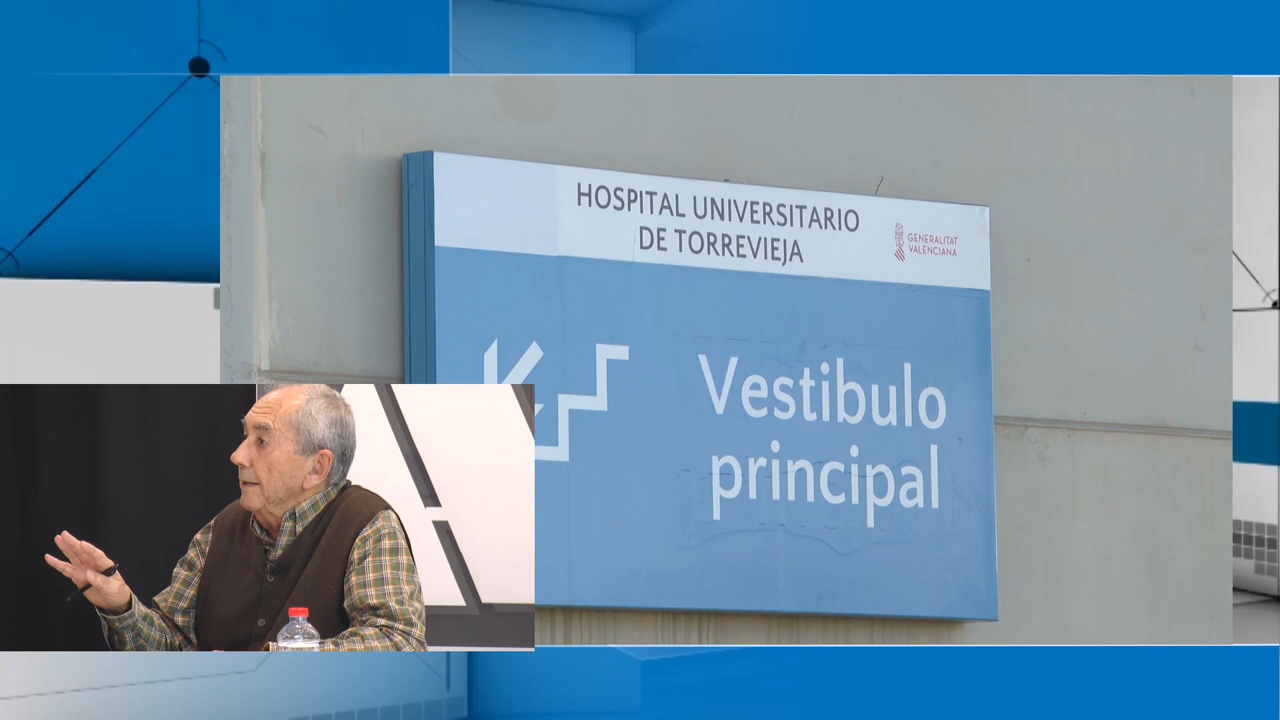 HOSPITAL UNIVERSITARIO
DE TORREVIEJA
GENERALITAT
VALENCIANA
Vestibulo
principal